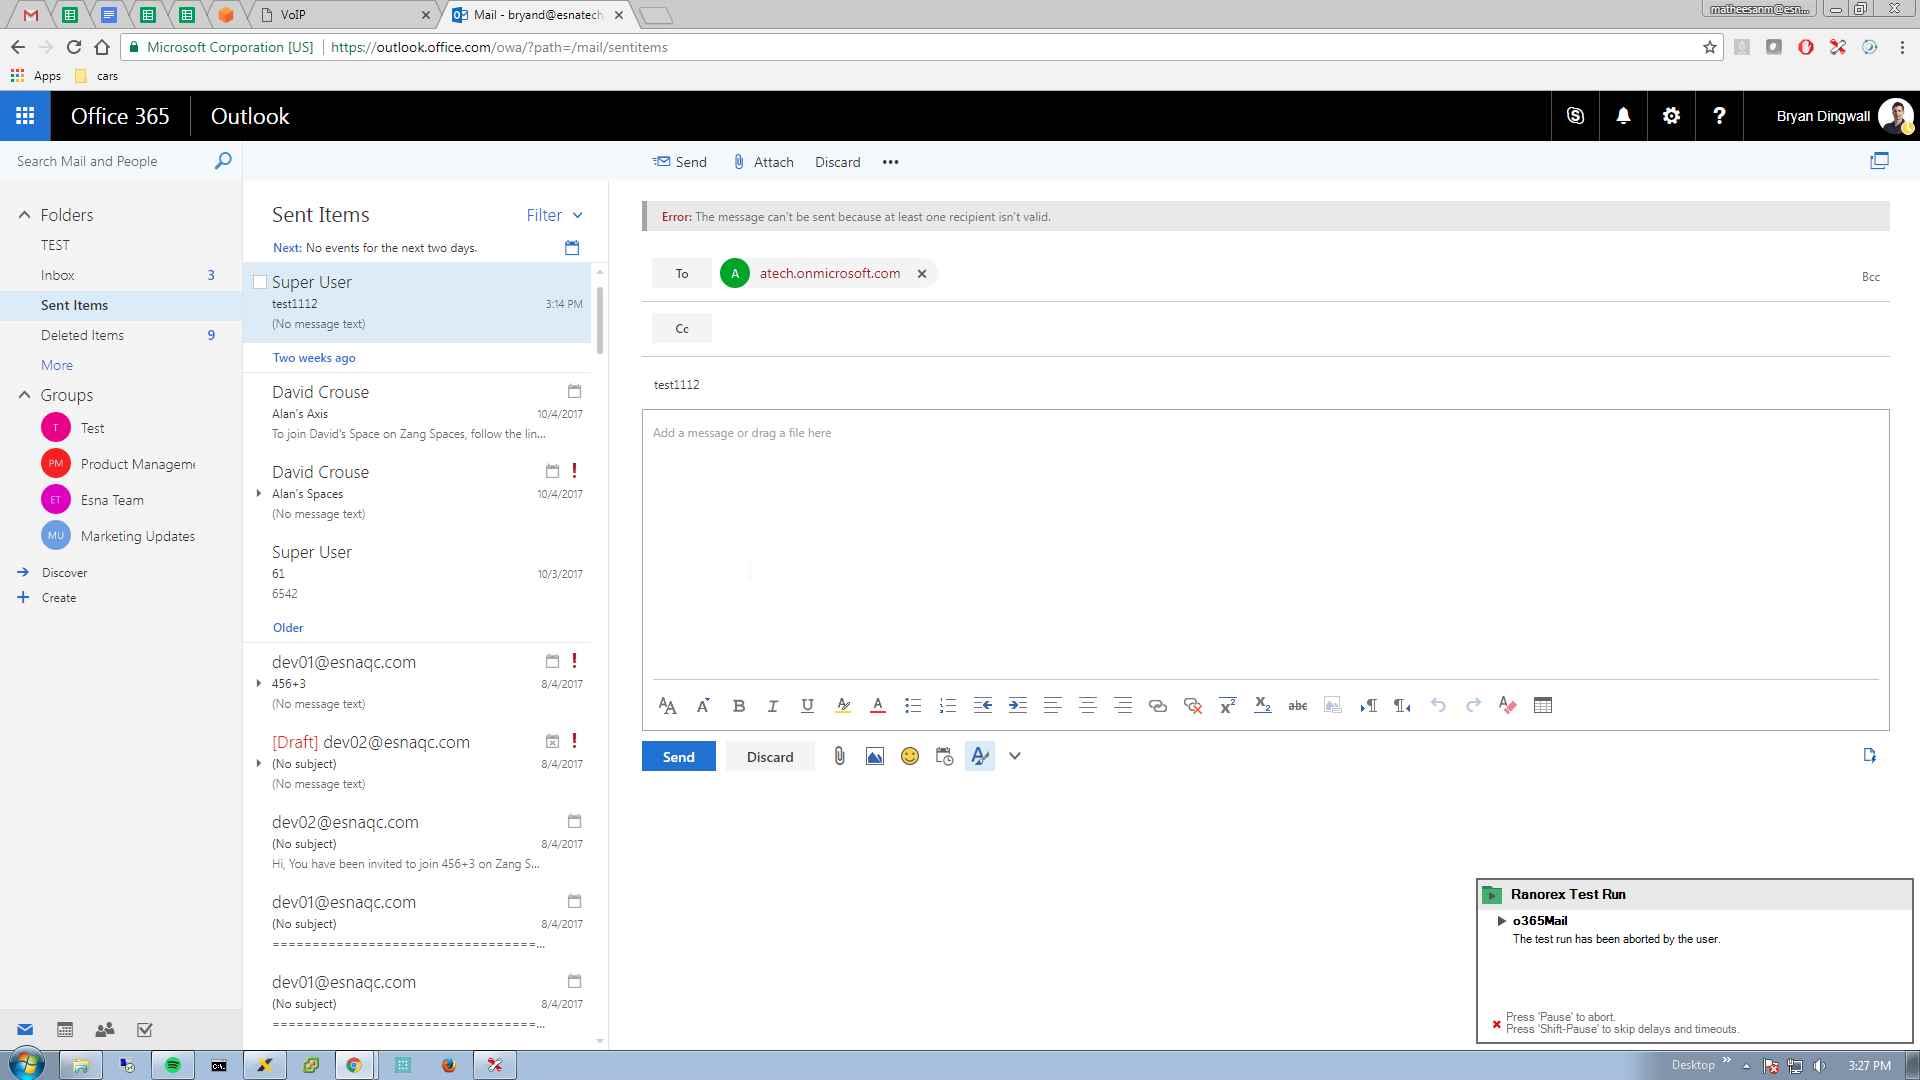 VoIP
Mail - bryand@esnatech
matheesanm@esn...
Microsoft Corporation [US]
https://outlook.office.com/owa/?path=/mail/sentitems
Apps
cars
Office 365
Outlook
Bryan Dingwall
Search Mail and People
Send
Attach
Discard
Folders
TEST
Inbox 3
Sent Items
Deleted Items 9
More
Groups
T Test
PM Product Manageme
ET Esna Team
MU Marketing Updates
Discover
Create
Sent Items
Filter
Next: No events for the next two days.
Super User
test1112 3:14 PM
(No message text)
Two weeks ago
David Crouse
Alan's Axis 10/4/2017
To join David's Space on Zang Spaces, follow the lin...
David Crouse
Alan's Spaces 10/4/2017
(No message text)
Super User
61 10/3/2017
6542
Older
dev01@esnaqc.com
456+3 8/4/2017
(No message text)
[Draft] dev02@esnaqc.com
(No subject) 8/4/2017
(No message text)
dev02@esnaqc.com
(No subject) 8/4/2017
Hi, You have been invited to join 456+3 on Zang S...
dev01@esnaqc.com
(No subject) 8/4/2017
=================================...
dev01@esnaqc.com
(No subject) 8/4/2017
=================================...
Error: The message can't be sent because at least one recipient isn't valid.
To A atech.onmicrosoft.com
Bcc
Cc
test1112
Add a message or drag a file here
Send
Discard
Ranorex Test Run
o365Mail
The test run has been aborted by the user.
Press 'Pause' to abort.
Press 'Shift-Pause' to skip delays and timeouts.
Desktop
3:27 PM